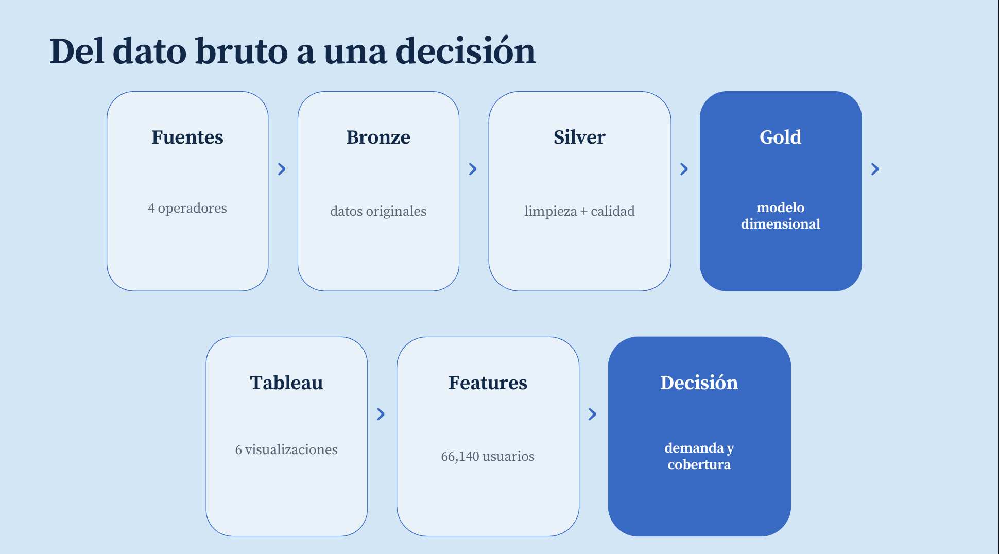 Del dato bruto a una decisión
Fuentes
4 operadores
›
Bronze
datos originales
›
Silver
limpieza + calidad
›
Gold
modelo
dimensional
›
Tableau
6 visualizaciones
›
Features
66,140 usuarios
›
Decisión
demanda y
cobertura